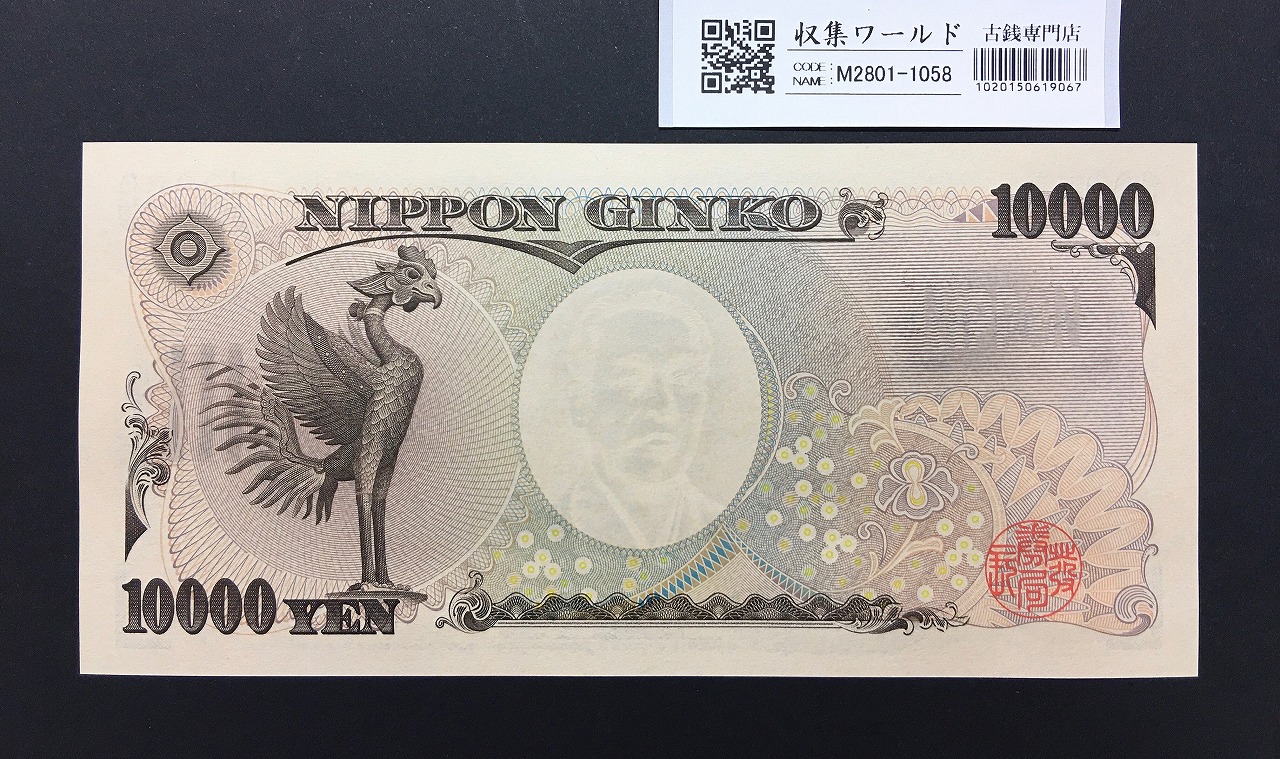 収集ワールド 古銭専門店
CODE:
NAME: M2801-1058
1020150619067
NIPPON GINKO
10000
10000 YEN